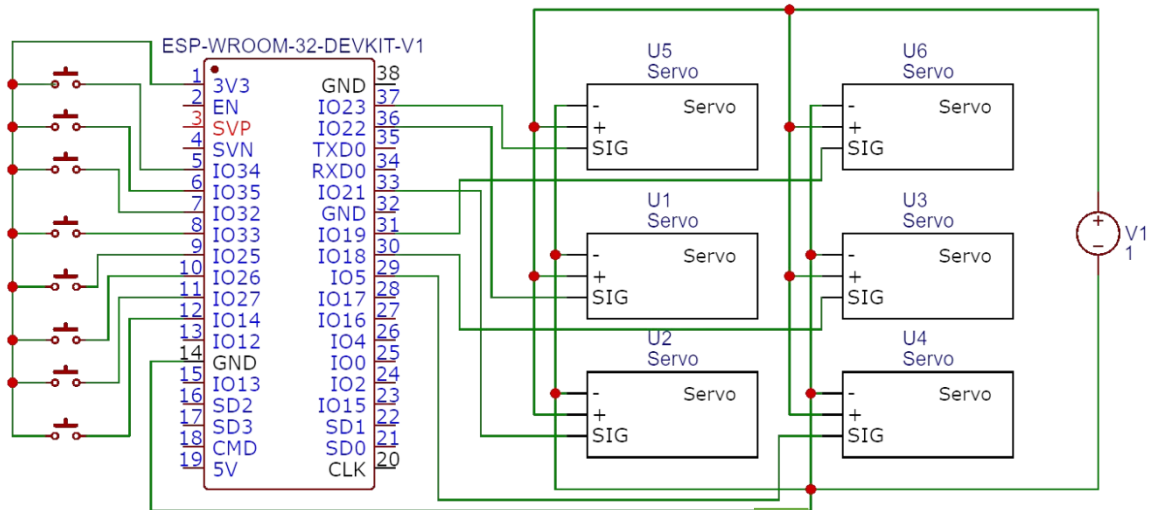 ESP-WROOM-32-DEVKIT-V1
1 3V3 GND 38
2 EN IO23 37
3 SVP IO22 36
4 SVN TXD0 35
5 IO34 RXD0 34
6 IO35 IO21 33
7 IO32 GND 32
8 IO33 IO19 31
9 IO25 IO18 30
10 IO26 IO5 29
11 IO27 IO17 28
12 IO14 IO16 27
13 IO12 IO4 26
14 GND IO0 25
15 IO13 IO2 24
16 SD2 IO15 23
17 SD3 SD1 22
18 CMD SD0 21
19 5V CLK 20
U5
Servo
- Servo
+
SIG
U6
Servo
- Servo
+
SIG
U1
Servo
- Servo
+
SIG
U3
Servo
- Servo
+
SIG
U2
Servo
- Servo
+
SIG
U4
Servo
- Servo
+
SIG
+
-
V1
1